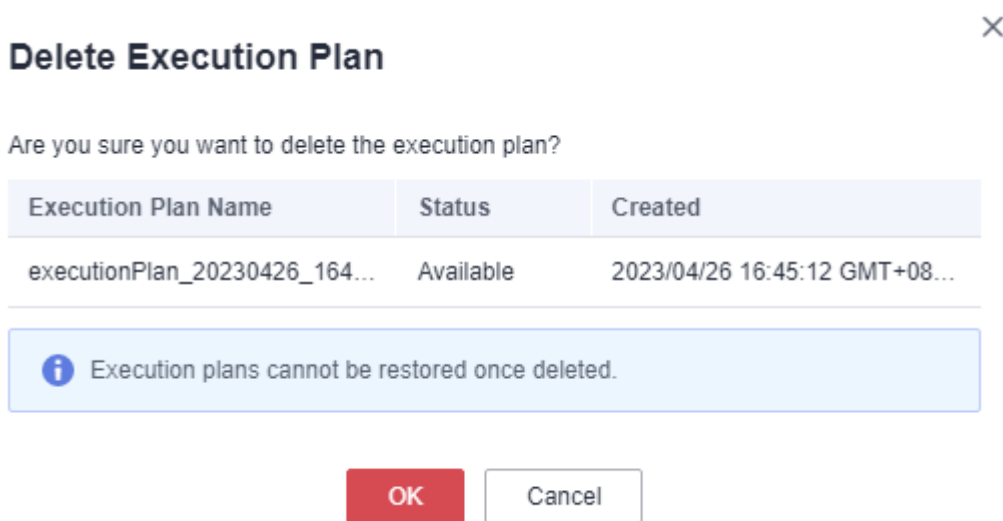 Delete Execution Plan
Are you sure you want to delete the execution plan?
Execution Plan Name Status Created
executionPlan_20230426_164... Available 2023/04/26 16:45:12 GMT+08...
Execution plans cannot be restored once deleted.
OK Cancel